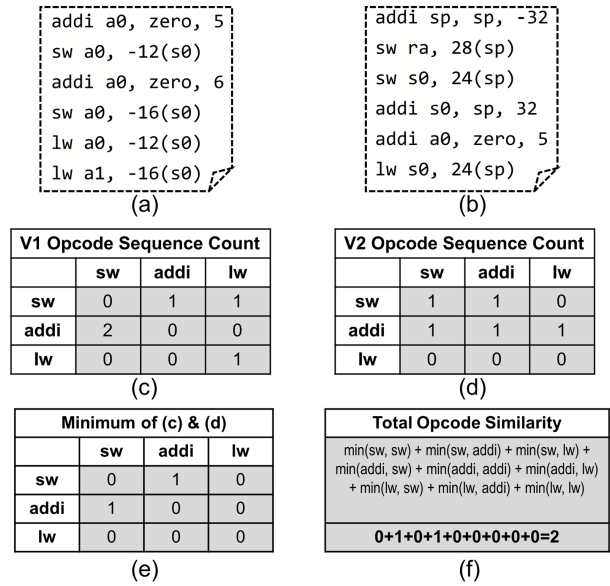 addi a0, zero, 5
sw a0, -12(s0)
addi a0, zero, 6
sw a0, -16(s0)
lw a0, -12(s0)
lw a1, -16(s0)
(a)
addi sp, sp, -32
sw ra, 28(sp)
sw s0, 24(sp)
addi s0, sp, 32
addi a0, zero, 5
lw s0, 24(sp)
(b)
V1 Opcode Sequence Count
sw addi lw
sw 0 1 1
addi 2 0 0
lw 0 0 1
(c)
V2 Opcode Sequence Count
sw addi lw
sw 1 1 0
addi 1 1 1
lw 0 0 0
(d)
Minimum of (c) & (d)
sw addi lw
sw 0 1 0
addi 1 0 0
lw 0 0 0
(e)
Total Opcode Similarity
min(sw, sw) + min(sw, addi) + min(sw, lw) +
min(addi, sw) + min(addi, addi) + min(addi, lw)
+ min(lw, sw) + min(lw, addi) + min(lw, lw)
0+1+0+1+0+0+0+0+0=2
(f)